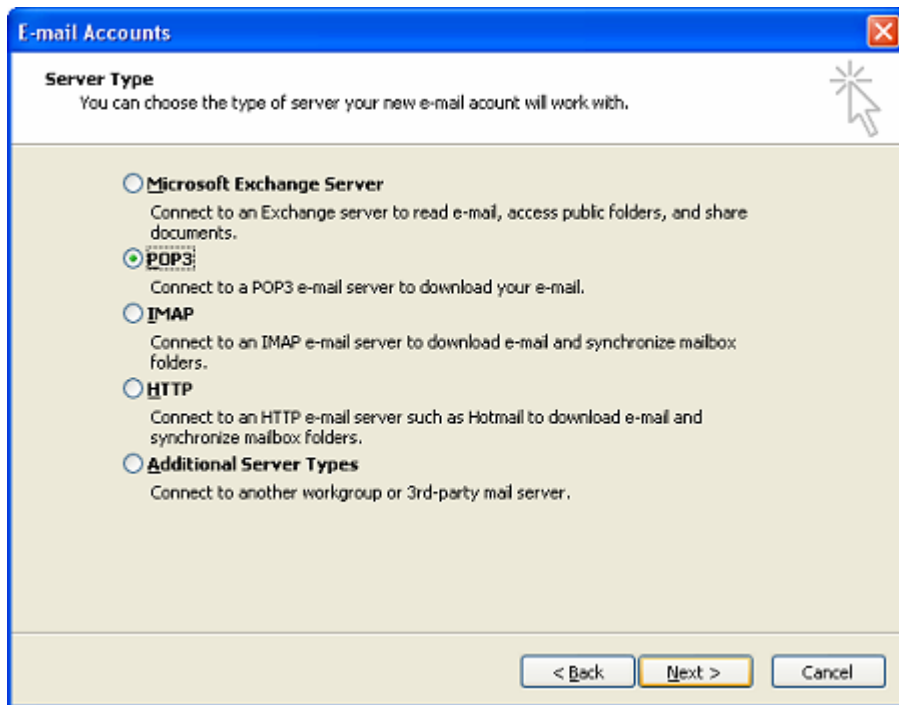 E-mail Accounts
Server Type
You can choose the type of server your new e-mail acount will work with.
Microsoft Exchange Server
Connect to an Exchange server to read e-mail, access public folders, and share
documents.
POP3
Connect to a POP3 e-mail server to download your e-mail.
IMAP
Connect to an IMAP e-mail server to download e-mail and synchronize mailbox
folders.
HTTP
Connect to an HTTP e-mail server such as Hotmail to download e-mail and
synchronize mailbox folders.
Additional Server Types
Connect to another workgroup or 3rd-party mail server.
< Back Next > Cancel